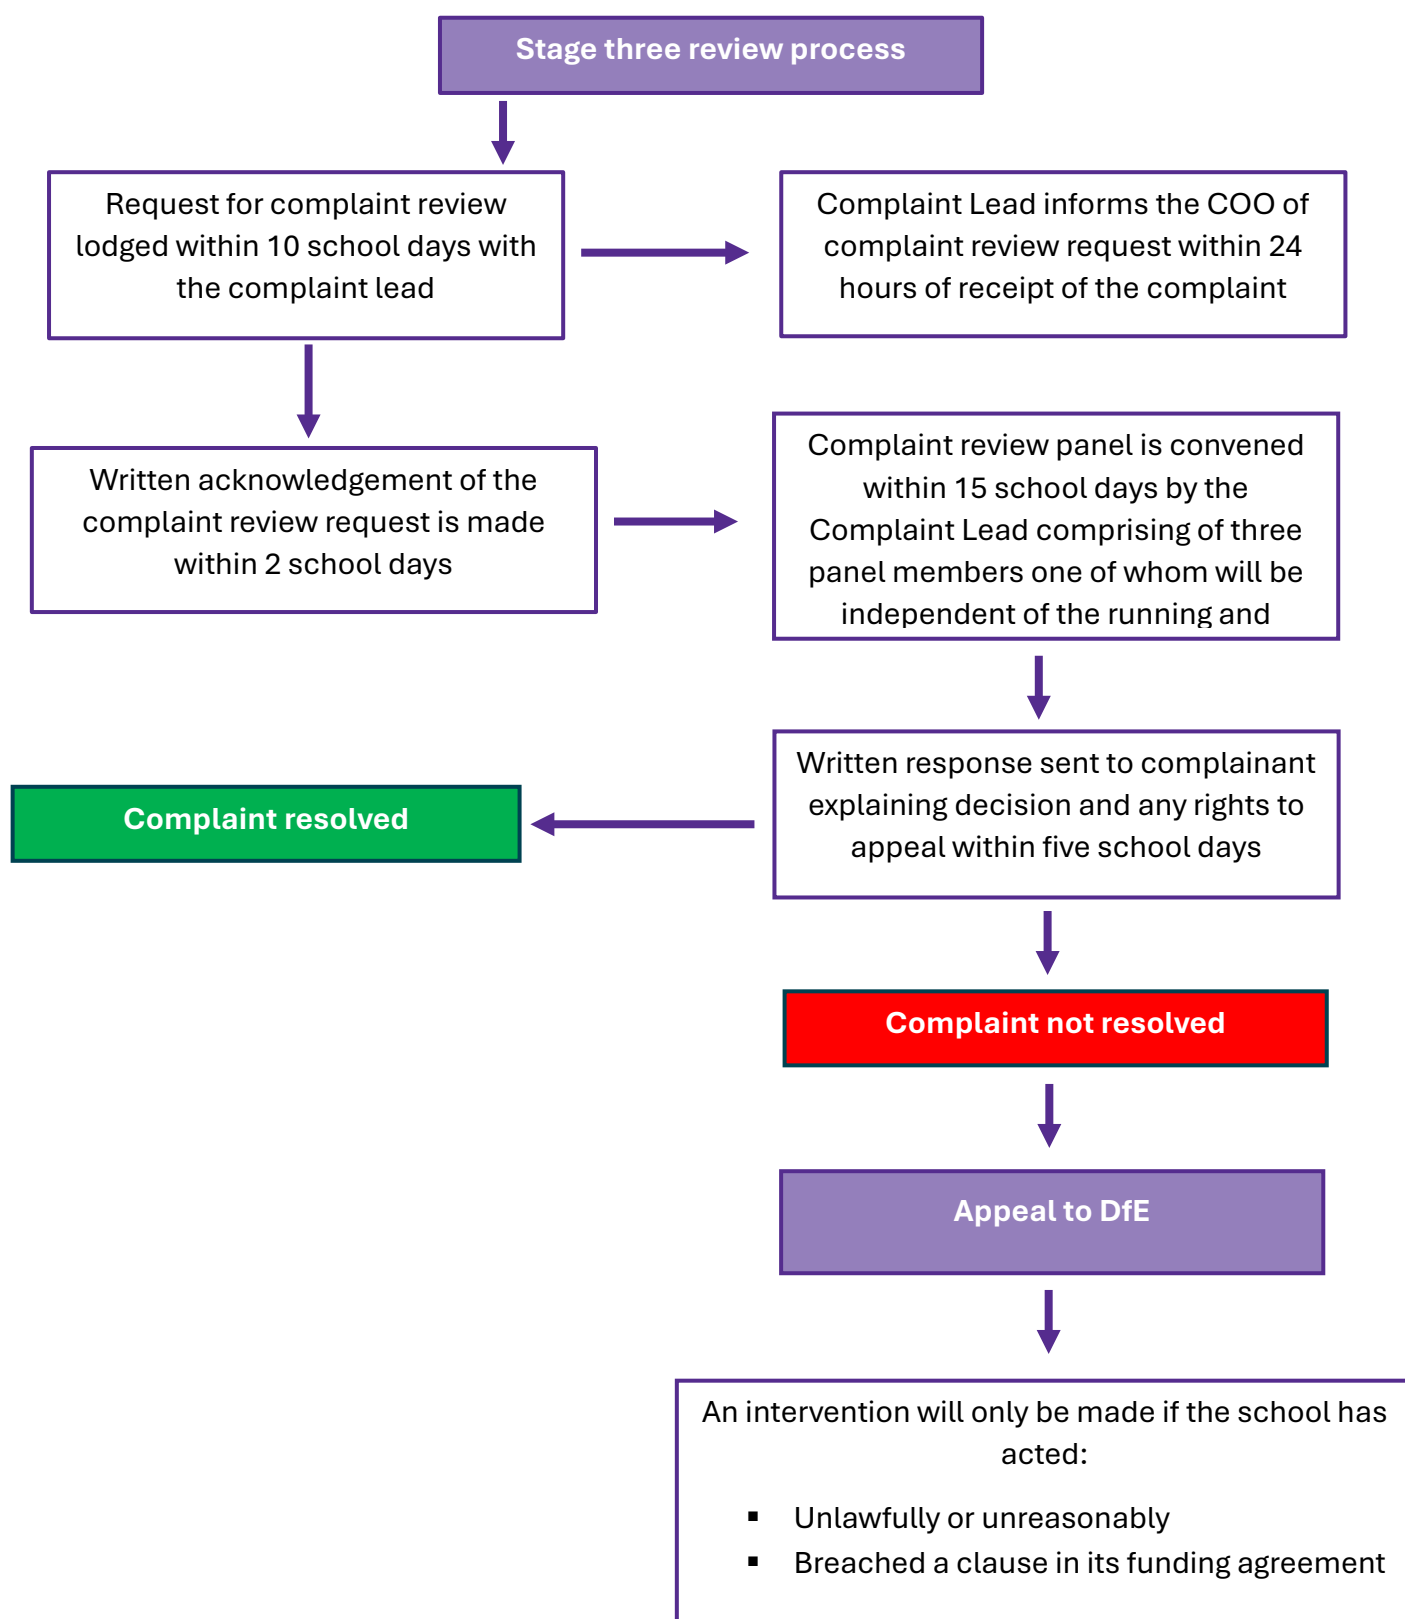 Stage three review process
Request for complaint review
lodged within 10 school days with
the complaint lead
Complaint Lead informs the COO of
complaint review request within 24
hours of receipt of the complaint
Written acknowledgement of the
complaint review request is made
within 2 school days
Complaint review panel is convened
within 15 school days by the
Complaint Lead comprising of three
panel members one of whom will be
independent of the running and
Written response sent to complainant
explaining decision and any rights to
appeal within five school days
Complaint resolved
Complaint not resolved
Appeal to DfE
An intervention will only be made if the school has
acted:
▪ Unlawfully or unreasonably
▪ Breached a clause in its funding agreement